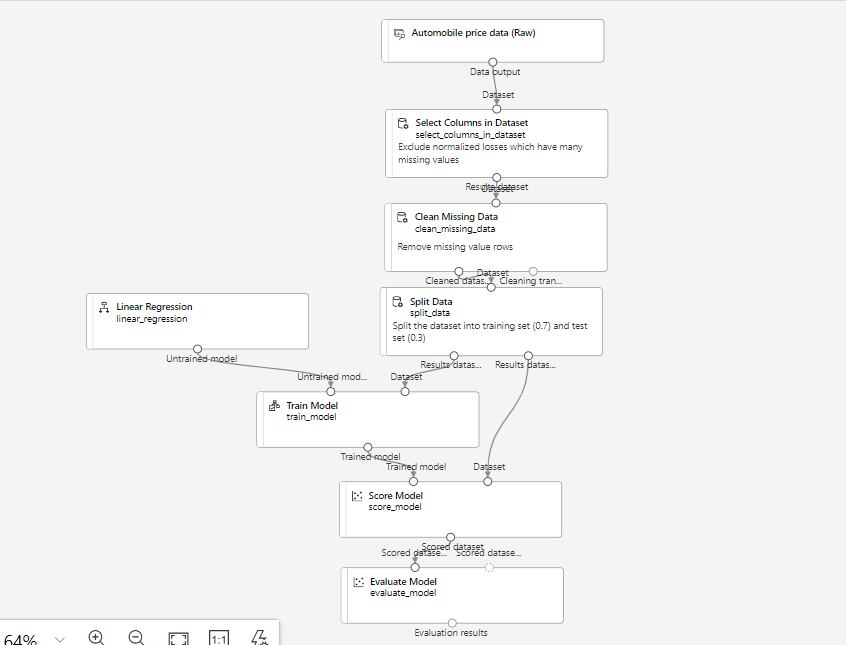 Automobile price data (Raw)
Data output
Dataset
Select Columns in Dataset
select_columns_in_dataset
Exclude normalized losses which have many
missing values
Results dataset
Dataset
Clean Missing Data
clean_missing_data
Remove missing value rows
Dataset
Cleaned datas...
Cleaning tran...
Split Data
split_data
Split the dataset into training set (0.7) and test
set (0.3)
Linear Regression
linear_regression
Untrained model
Results datas...
Results datas...
Untrained mod...
Dataset
Train Model
train_model
Trained model
Trained model
Dataset
Score Model
score_model
Scored dataset
Scored datase...
Scored datase...
Evaluate Model
evaluate_model
Evaluation results
64%
1:1